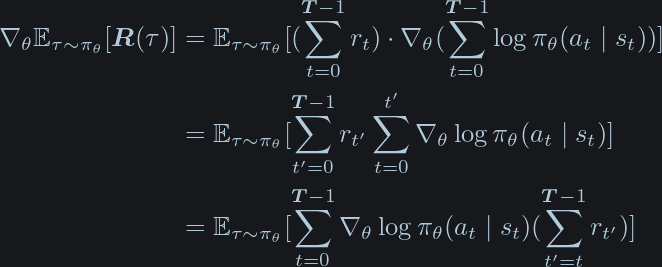 ∇_θ 𝔼_{τ∼π_θ}[𝑹(τ)] = 𝔼_{τ∼π_θ}[(∑_{t=0}^{𝑻−1} r_t) · ∇_θ(∑_{t=0}^{𝑻−1} log π_θ(a_t | s_t))]
= 𝔼_{τ∼π_θ}[∑_{t′=0}^{𝑻−1} r_{t′} ∑_{t=0}^{t′} ∇_θ log π_θ(a_t | s_t)]
= 𝔼_{τ∼π_θ}[∑_{t=0}^{𝑻−1} ∇_θ log π_θ(a_t | s_t)(∑_{t′=t}^{𝑻−1} r_{t′})]